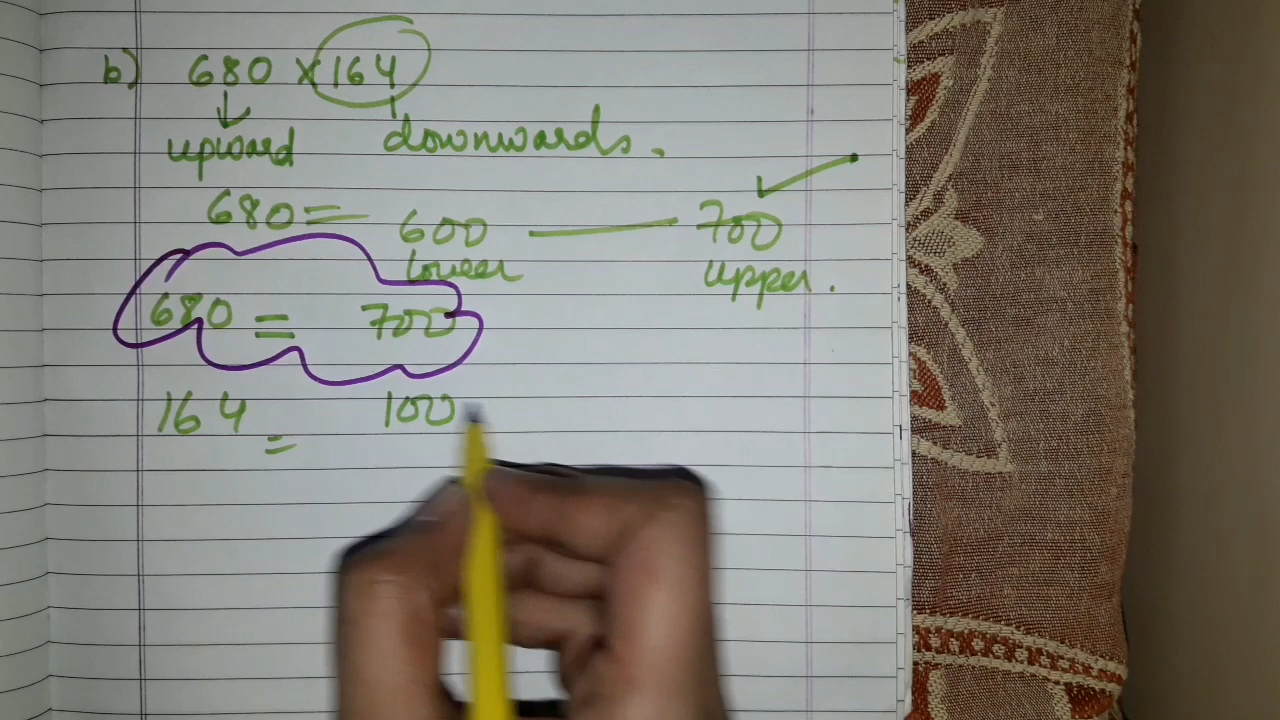 b) 680 × 164
upward downwards.
680 = 600 — 700
lower upper.
680 = 700
164 = 100